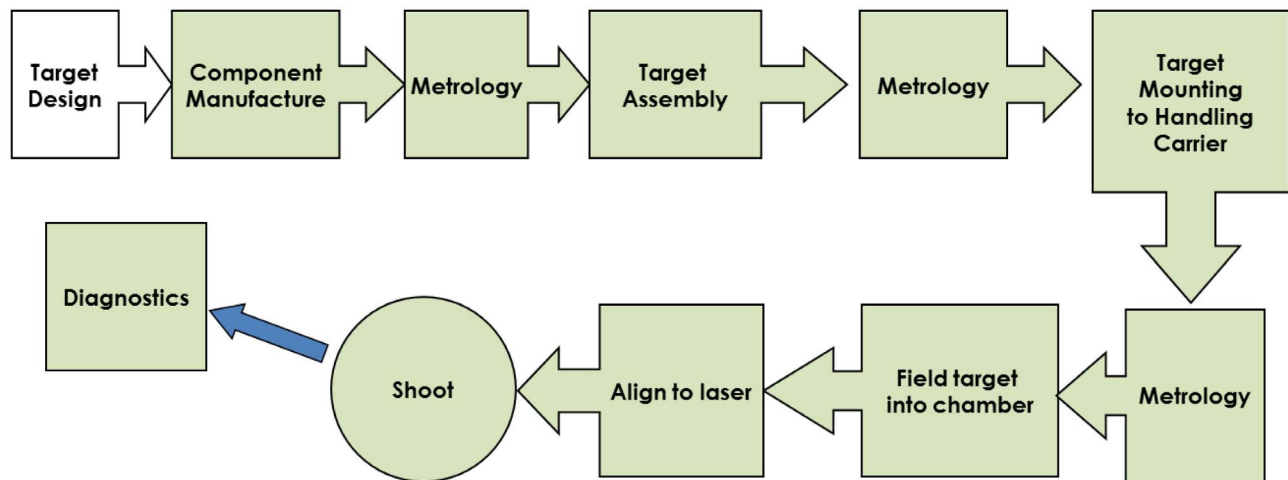 Target
Design
Component
Manufacture
Metrology
Target
Assembly
Metrology
Target
Mounting
to Handling
Carrier
Metrology
Field target
into chamber
Align to laser
Shoot
Diagnostics